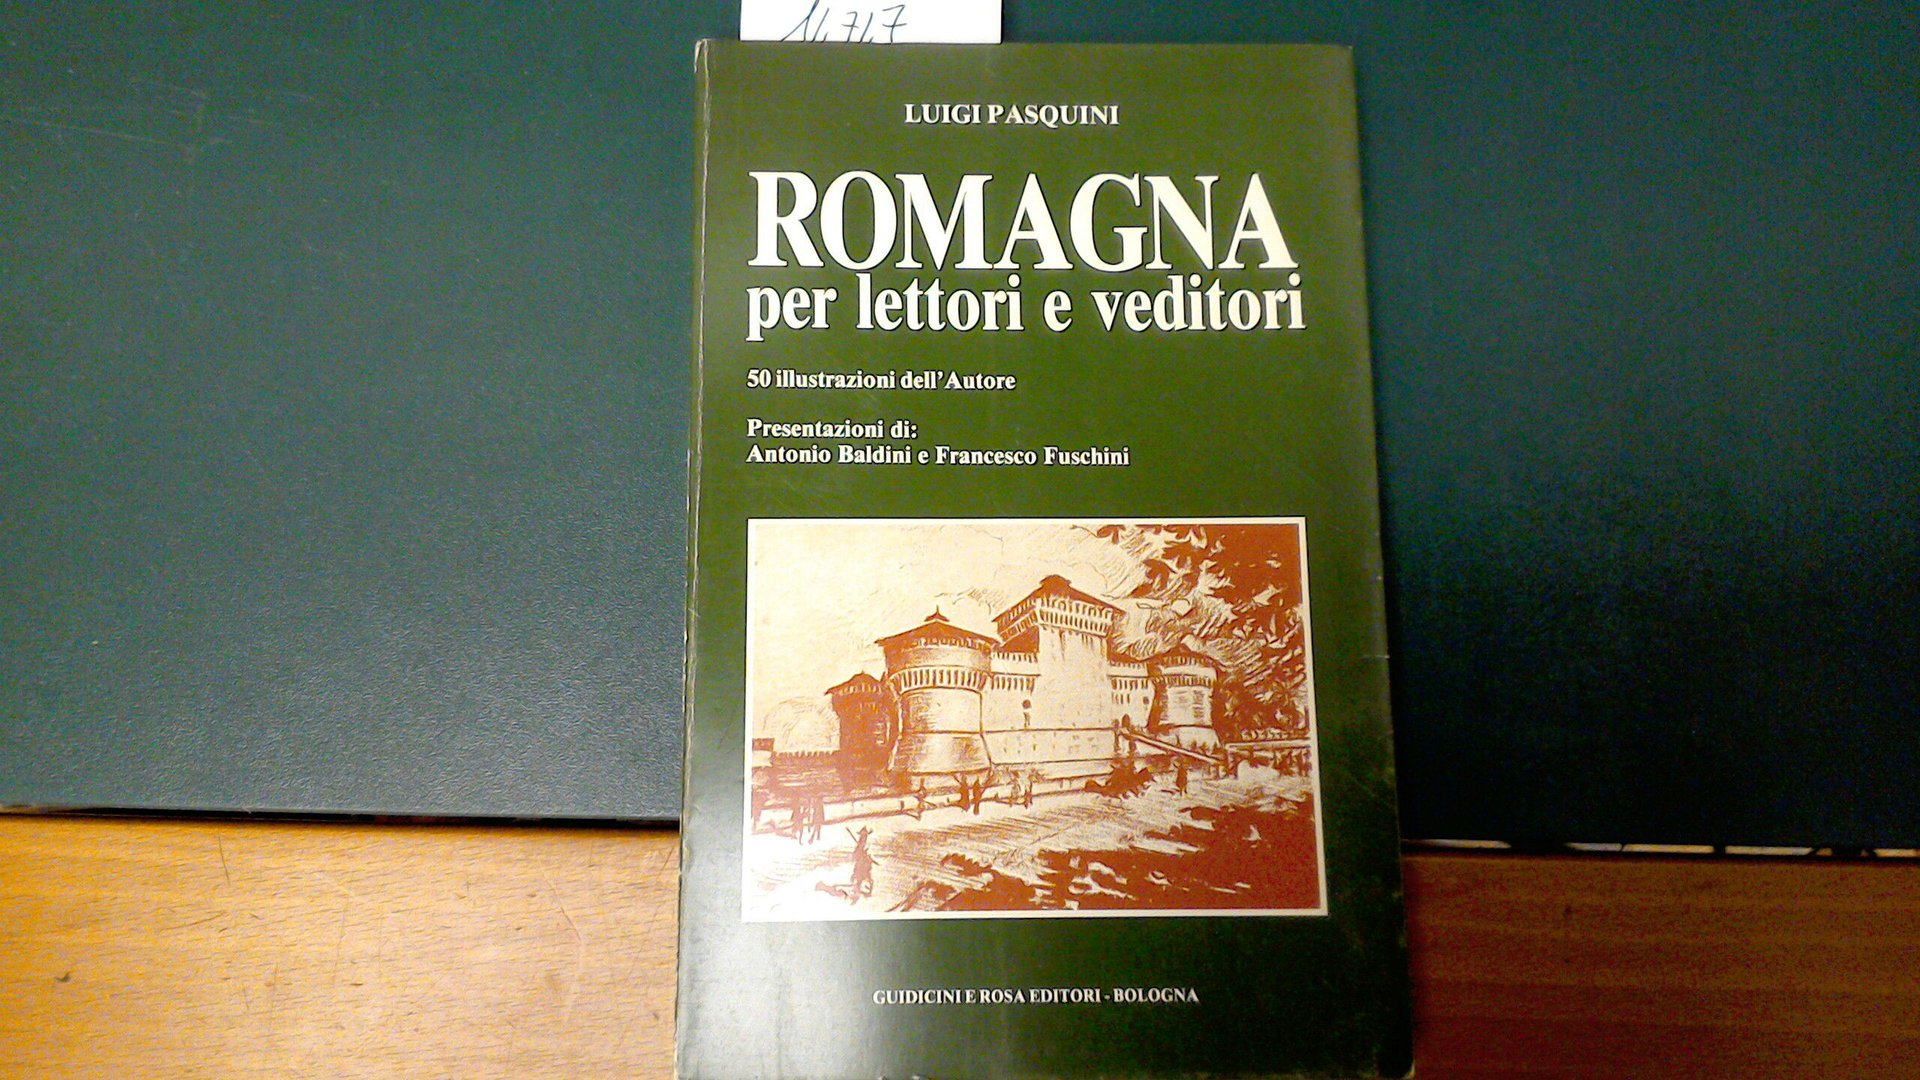 LUIGI PASQUINI
ROMAGNA
per lettori e veditori
50 illustrazioni dell'Autore
Presentazioni di:
Antonio Baldini e Francesco Fuschini
GUIDICINI E ROSA EDITORI - BOLOGNA